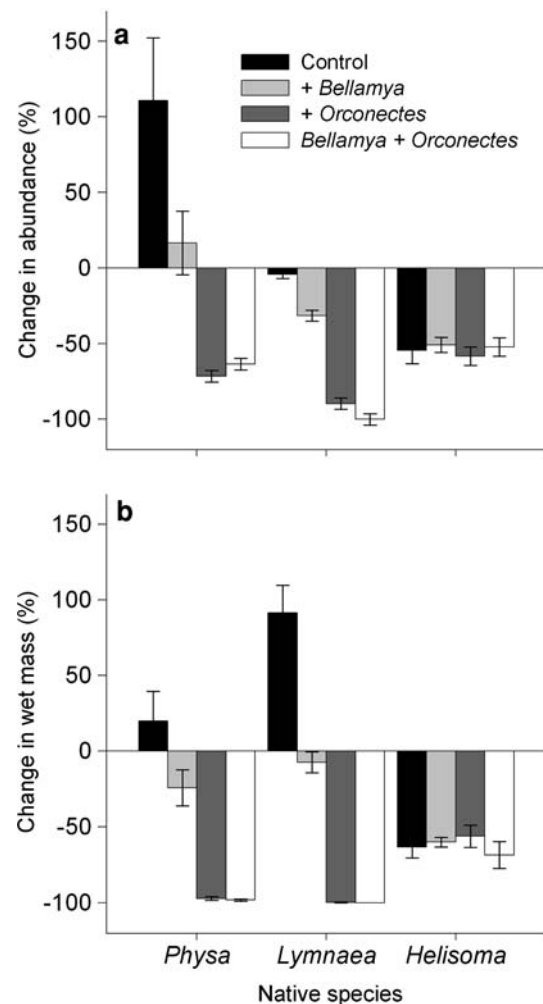 a
Control
+ Bellamya
+ Orconectes
Bellamya + Orconectes
Change in abundance (%)
150
100
50
0
-50
-100
b
Change in wet mass (%)
150
100
50
0
-50
-100
Physa Lymnaea Helisoma
Native species